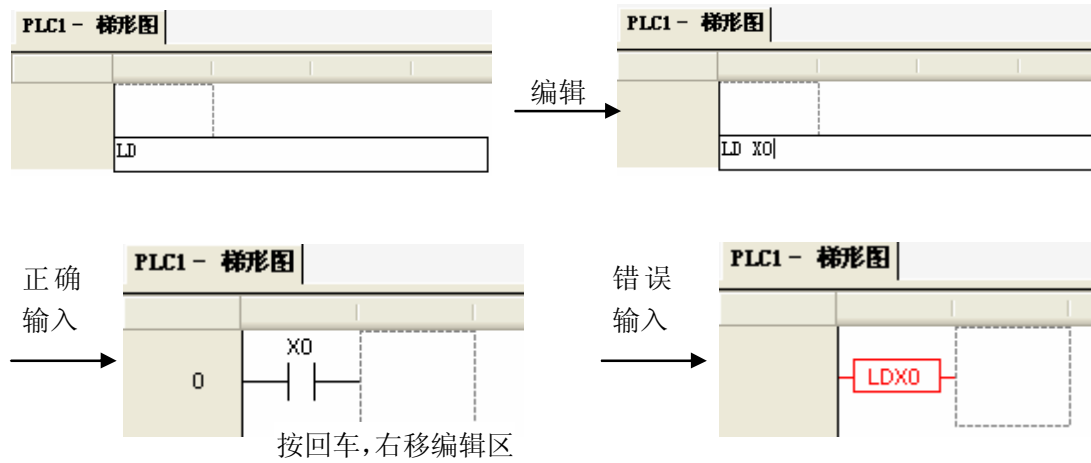 PLC1 - 梯形图
LD
编辑
PLC1 - 梯形图
LD X0
正确
输入
PLC1 - 梯形图
X0
0
按回车,右移编辑区
错误
输入
PLC1 - 梯形图
LDX0